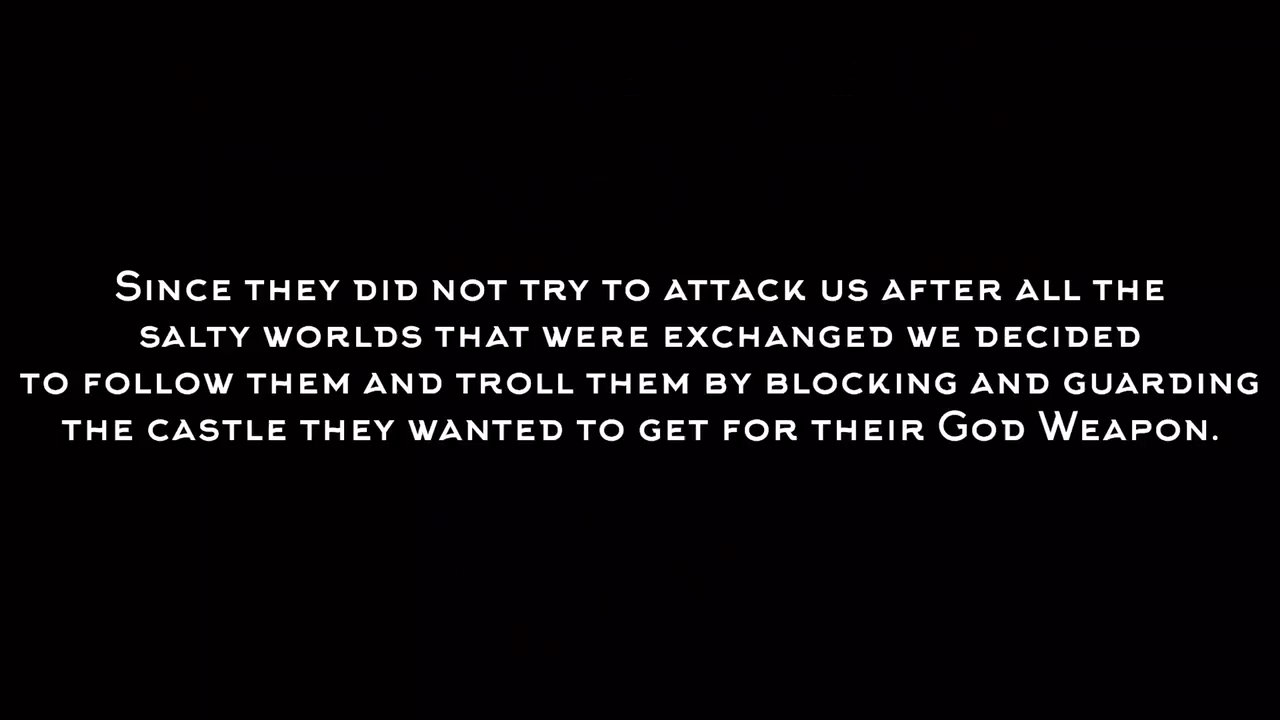 Since they did not try to attack us after all the
salty worlds that were exchanged we decided
to follow them and troll them by blocking and guarding
the castle they wanted to get for their God Weapon.